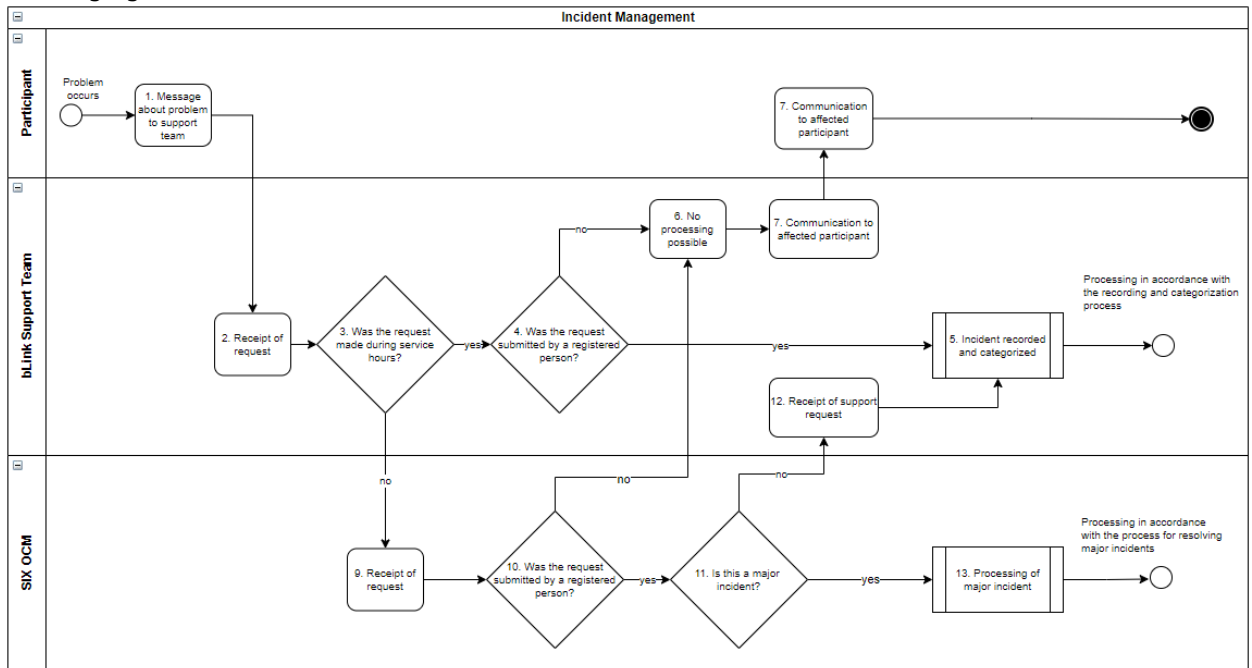 Incident Management
Participant
Problem
occurs
1. Message
about problem
to support
team
7. Communication
to affected
participant
bLink Support Team
2. Receipt of
request
3. Was the request
made during service
hours?
yes
no
4. Was the request
submitted by a registered
person?
no
yes
6. No
processing
possible
7. Communication to
affected participant
5. Incident recorded
and categorized
Processing in accordance with
the recording and categorization
process
12. Receipt of support
request
SIX OCM
9. Receipt of
request
10. Was the request
submitted by a registered
person?
no
yes
11. Is this a major
incident?
no
yes
13. Processing of
major incident
Processing in accordance
with the process for resolving
major incidents